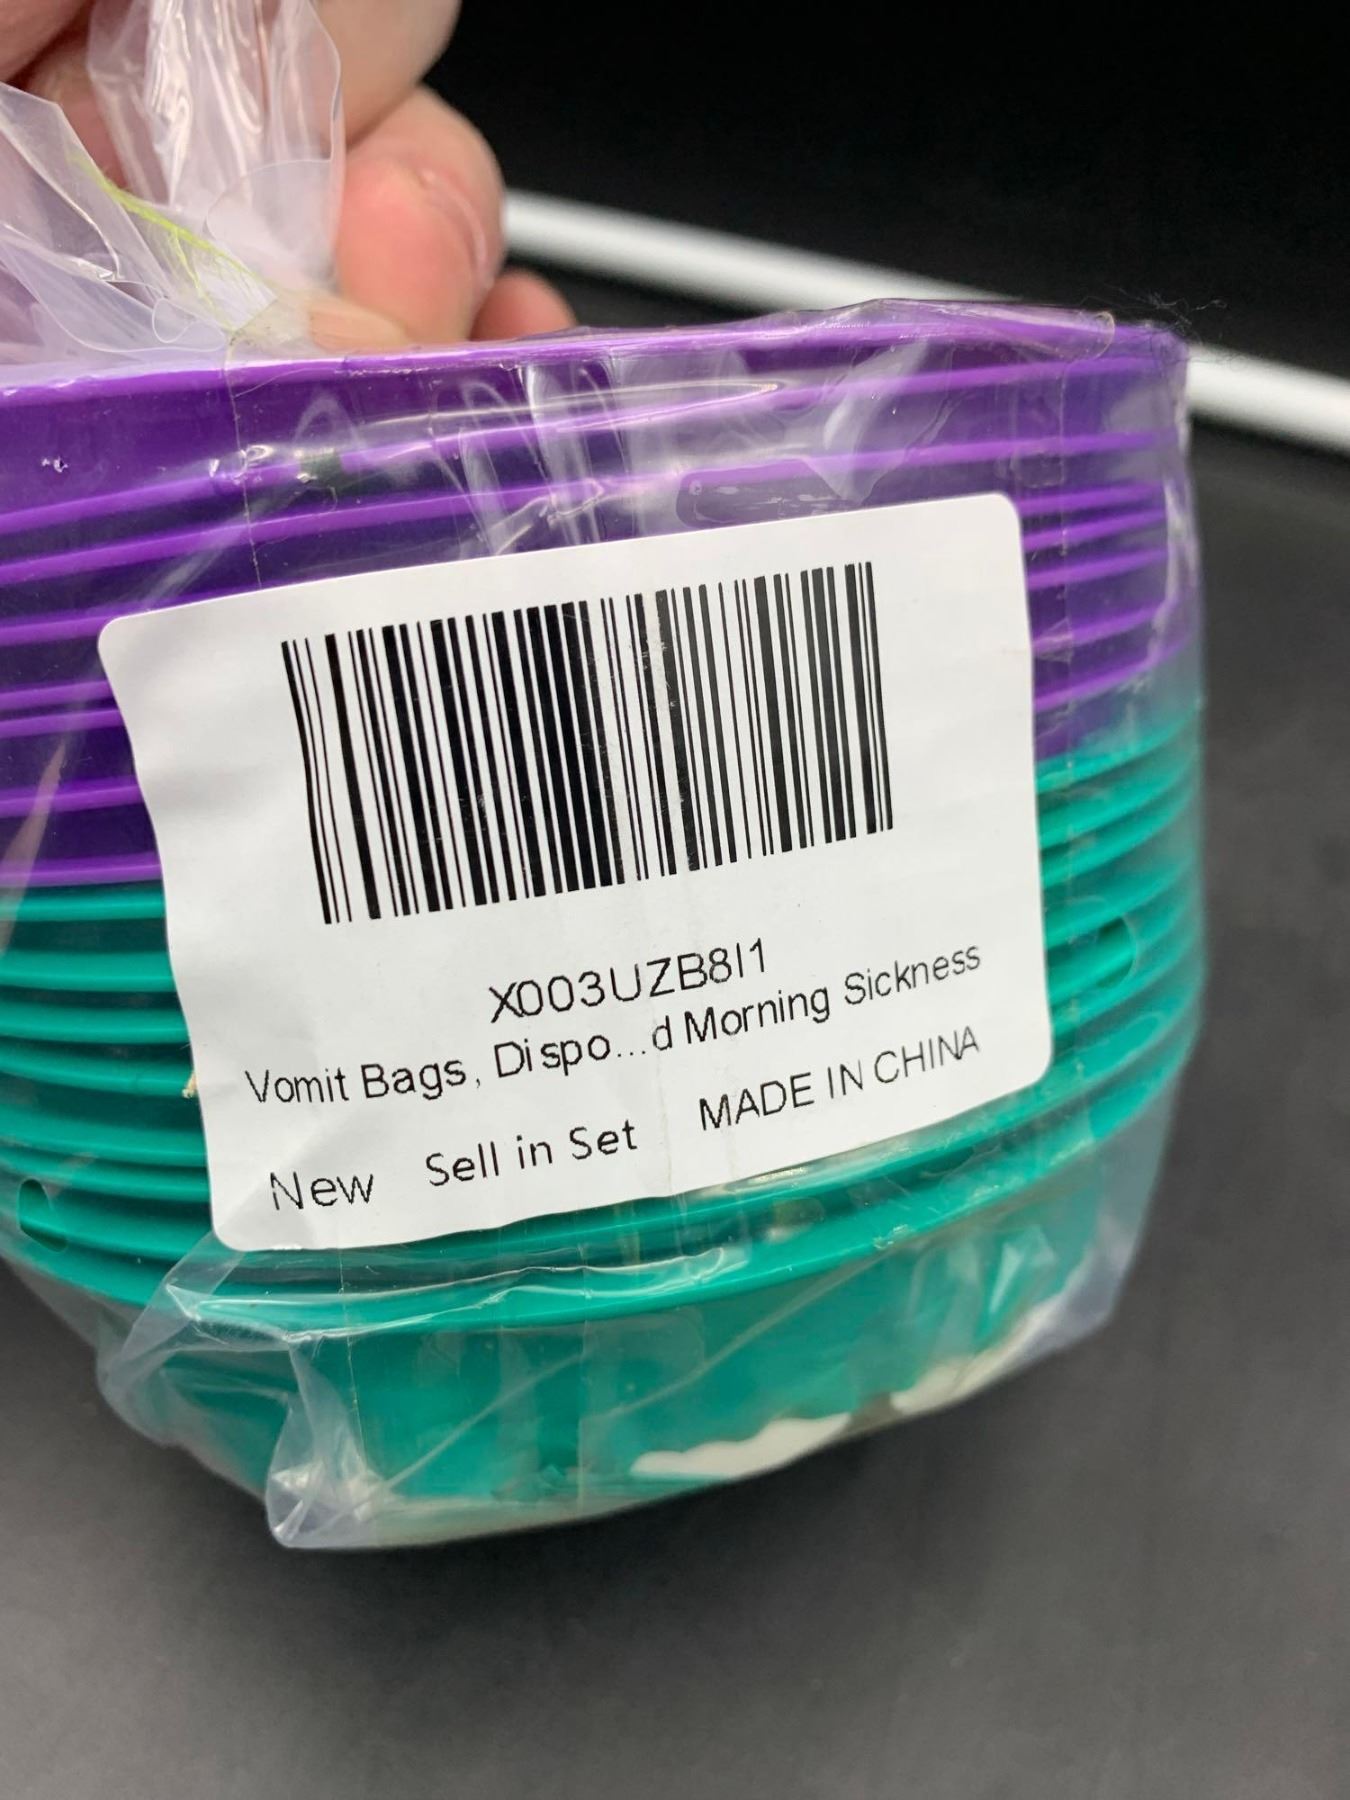 X003UZB8I1
Vomit Bags, Dispo...d Morning Sickness
New Sell in Set MADE IN CHINA